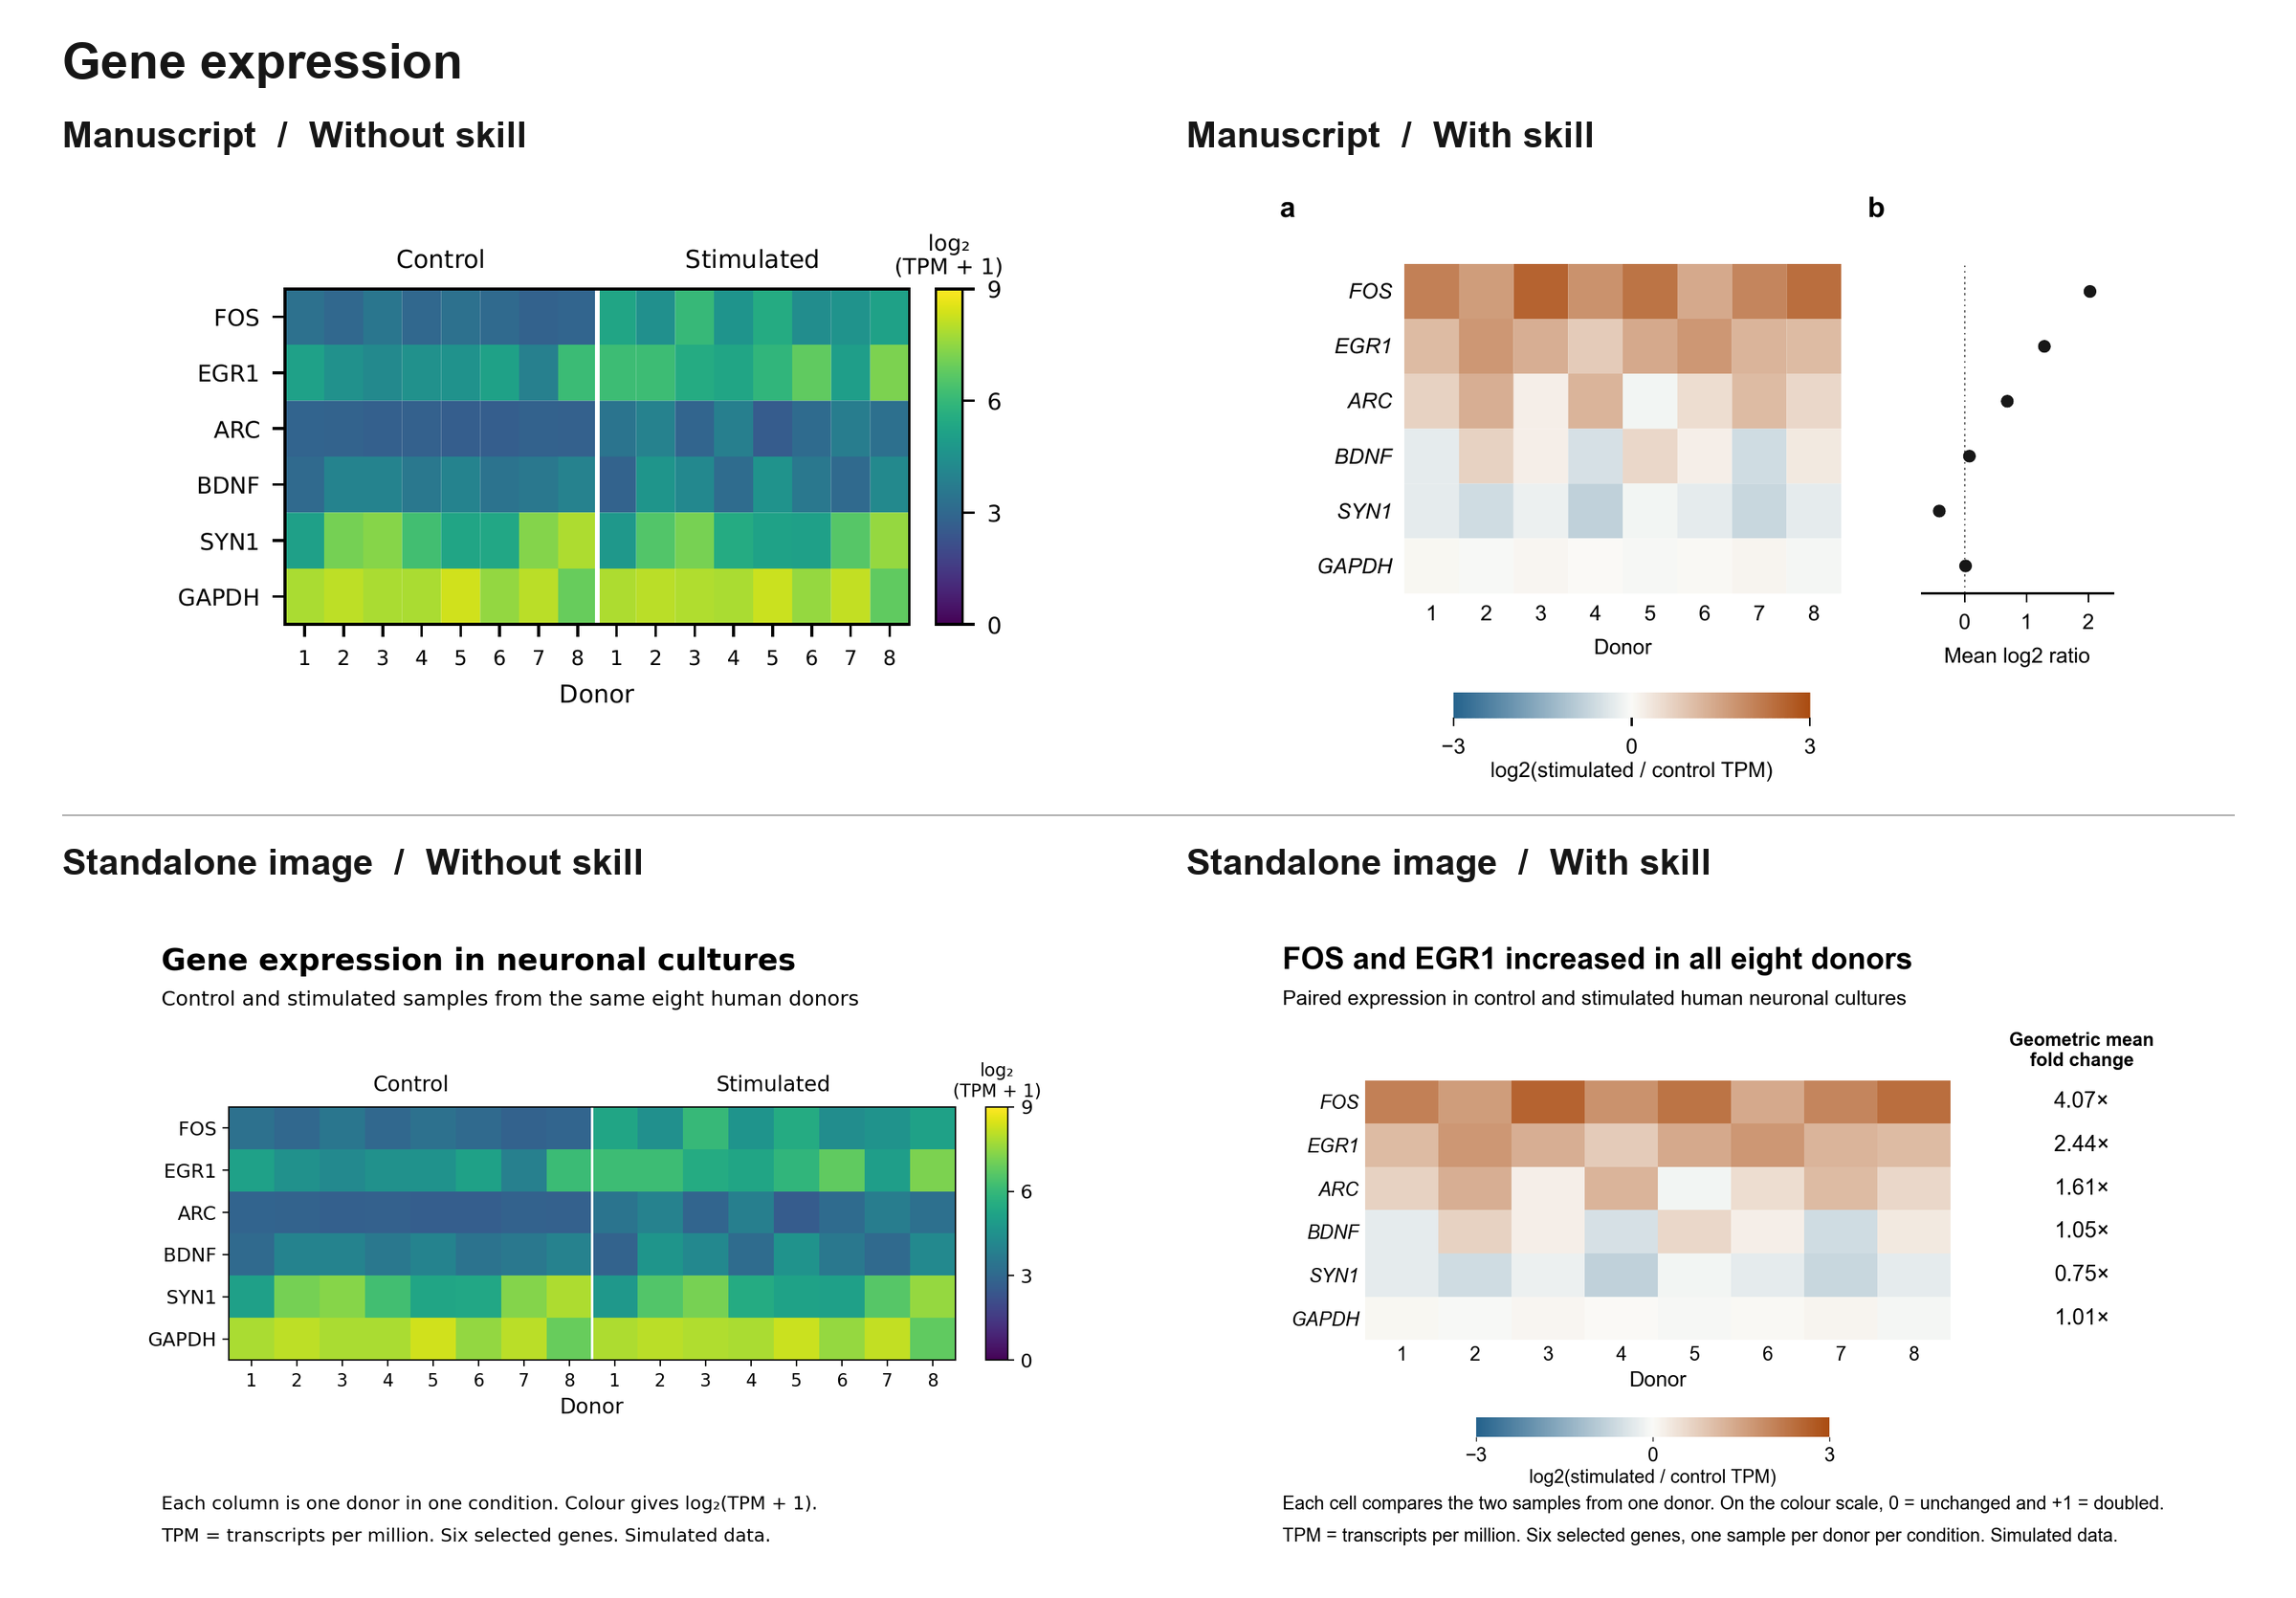 Gene expression
Manuscript / Without skill
Control
Stimulated
log₂
(TPM + 1)
FOS
EGR1
ARC
BDNF
SYN1
GAPDH
9
6
3
0
1 2 3 4 5 6 7 8 1 2 3 4 5 6 7 8
Donor
Manuscript / With skill
a
b
FOS
EGR1
ARC
BDNF
SYN1
GAPDH
1 2 3 4 5 6 7 8
Donor
−3 0 3
log2(stimulated / control TPM)
0 1 2
Mean log2 ratio
Standalone image / Without skill
Gene expression in neuronal cultures
Control and stimulated samples from the same eight human donors
Control
Stimulated
log₂
(TPM + 1)
FOS
EGR1
ARC
BDNF
SYN1
GAPDH
9
6
3
0
1 2 3 4 5 6 7 8 1 2 3 4 5 6 7 8
Donor
Each column is one donor in one condition. Colour gives log₂(TPM + 1).
TPM = transcripts per million. Six selected genes. Simulated data.
Standalone image / With skill
FOS and EGR1 increased in all eight donors
Paired expression in control and stimulated human neuronal cultures
Geometric mean
fold change
FOS 4.07×
EGR1 2.44×
ARC 1.61×
BDNF 1.05×
SYN1 0.75×
GAPDH 1.01×
1 2 3 4 5 6 7 8
Donor
−3 0 3
log2(stimulated / control TPM)
Each cell compares the two samples from one donor. On the colour scale, 0 = unchanged and +1 = doubled.
TPM = transcripts per million. Six selected genes, one sample per donor per condition. Simulated data.